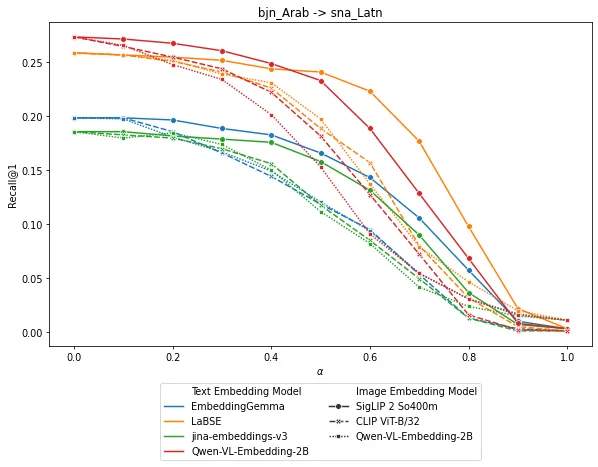 bjn_Arab -> sna_Latn
Recall@1
0.25
0.20
0.15
0.10
0.05
0.00
0.0 0.2 0.4 0.6 0.8 1.0
α
Text Embedding Model Image Embedding Model
EmbeddingGemma SigLIP 2 So400m
LaBSE CLIP ViT-B/32
jina-embeddings-v3 Qwen-VL-Embedding-2B
Qwen-VL-Embedding-2B